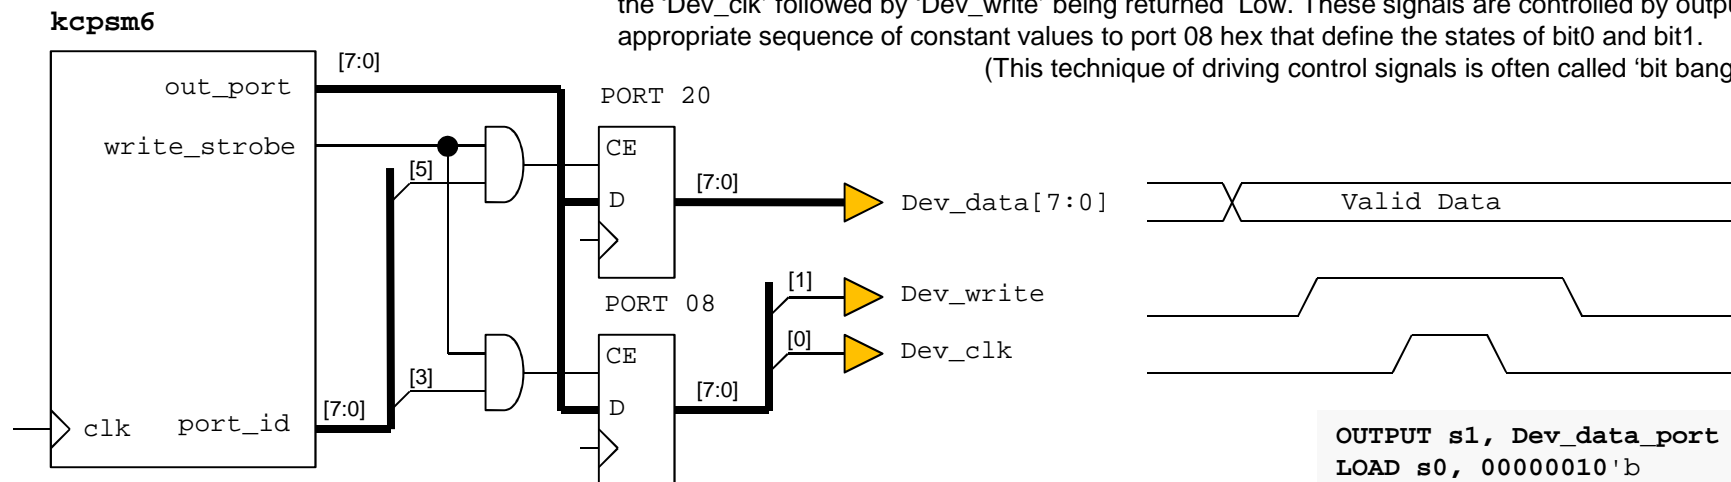 the ‘Dev_clk’ followed by ‘Dev_write’ being returned ‘Low. These signals are controlled by
appropriate sequence of constant values to port 08 hex that define the states of bit0 and bit1.
(This technique of driving control signals is often called ‘bit
kcpsm6
out_port
[7:0]
write_strobe
[5]
[3]
clk
port_id
[7:0]
PORT 20
CE
D
[7:0]
Dev_data[7:0]
Valid Data
PORT 08
CE
D
[7:0]
[1]
Dev_write
[0]
Dev_clk
OUTPUT s1, Dev_data_port
LOAD s0, 00000010'b